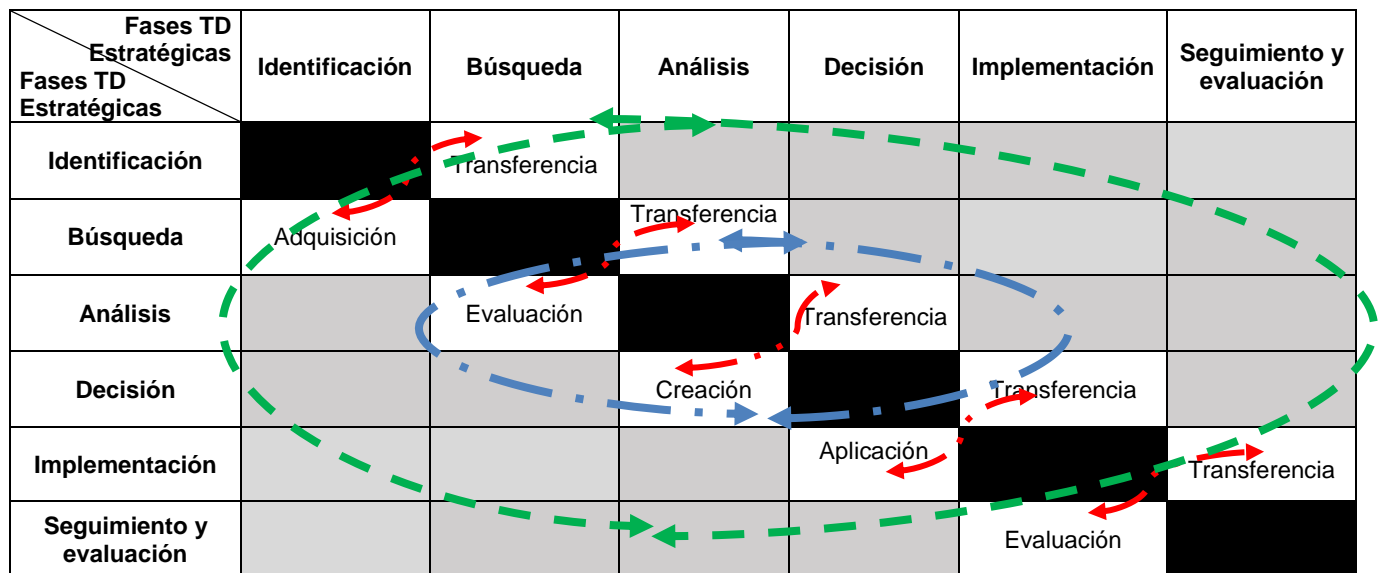 Fases TD
Estratégicas
Fases TD
Estratégicas
Identificación
Búsqueda
Análisis
Decisión
Implementación
Seguimiento y
evaluación
Identificación
Transferencia
Búsqueda
Adquisición
Transferencia
Análisis
Evaluación
Transferencia
Decisión
Creación
Transferencia
Implementación
Aplicación
Transferencia
Seguimiento y
evaluación
Evaluación